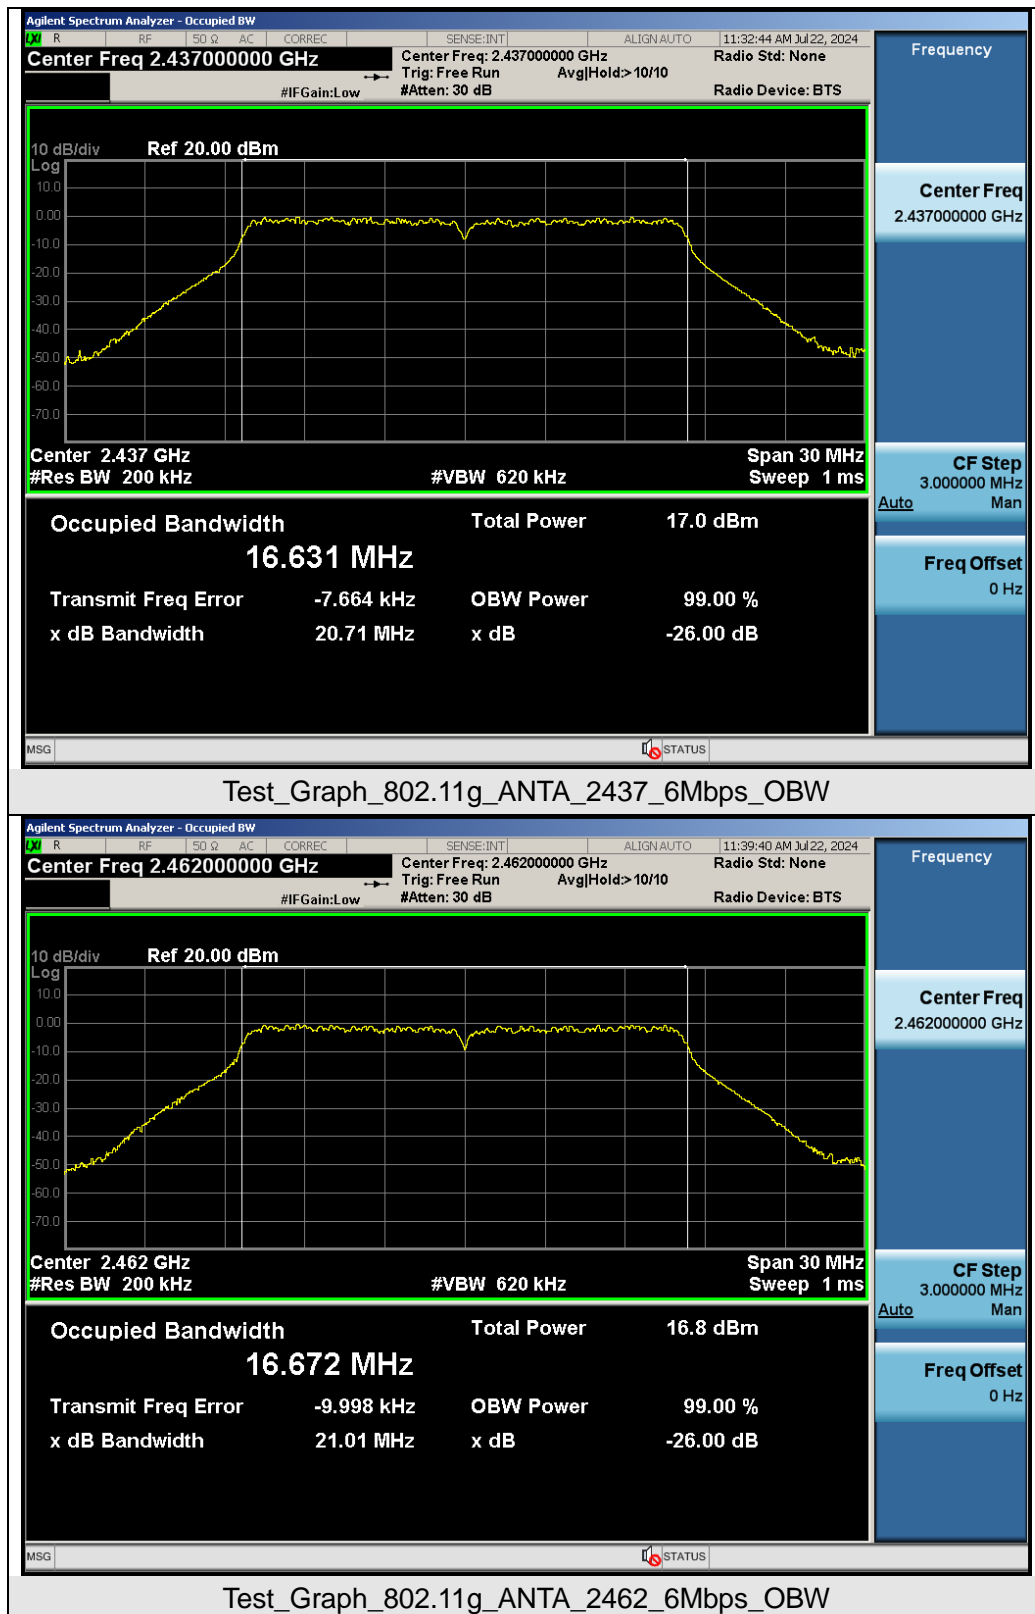 Agilent Spectrum Analyzer - Occupied BW
LXI R RF 50 Ω AC CORREC SENSE:INT ALIGN AUTO 11:32:44 AM Jul 22, 2024
Center Freq 2.437000000 GHz
Center Freq: 2.437000000 GHz Radio Std: None
Trig: Free Run Avg|Hold:>10/10
#IFGain:Low #Atten: 30 dB Radio Device: BTS
Frequency
10 dB/div Ref 20.00 dBm
Log
10.0
0.00
-10.0
-20.0
-30.0
-40.0
-50.0
-60.0
-70.0
Center 2.437 GHz Span 30 MHz
#Res BW 200 kHz #VBW 620 kHz Sweep 1 ms
Center Freq
2.437000000 GHz
CF Step
3.000000 MHz
Auto Man
Freq Offset
0 Hz
Occupied Bandwidth Total Power 17.0 dBm
16.631 MHz
Transmit Freq Error -7.664 kHz OBW Power 99.00 %
x dB Bandwidth 20.71 MHz x dB -26.00 dB
MSG STATUS
Test_Graph_802.11g_ANTA_2437_6Mbps_OBW
Agilent Spectrum Analyzer - Occupied BW
LXI R RF 50 Ω AC CORREC SENSE:INT ALIGN AUTO 11:39:40 AM Jul 22, 2024
Center Freq 2.462000000 GHz
Center Freq: 2.462000000 GHz Radio Std: None
Trig: Free Run Avg|Hold:>10/10
#IFGain:Low #Atten: 30 dB Radio Device: BTS
Frequency
10 dB/div Ref 20.00 dBm
Log
10.0
0.00
-10.0
-20.0
-30.0
-40.0
-50.0
-60.0
-70.0
Center 2.462 GHz Span 30 MHz
#Res BW 200 kHz #VBW 620 kHz Sweep 1 ms
Center Freq
2.462000000 GHz
CF Step
3.000000 MHz
Auto Man
Freq Offset
0 Hz
Occupied Bandwidth Total Power 16.8 dBm
16.672 MHz
Transmit Freq Error -9.998 kHz OBW Power 99.00 %
x dB Bandwidth 21.01 MHz x dB -26.00 dB
MSG STATUS
Test_Graph_802.11g_ANTA_2462_6Mbps_OBW